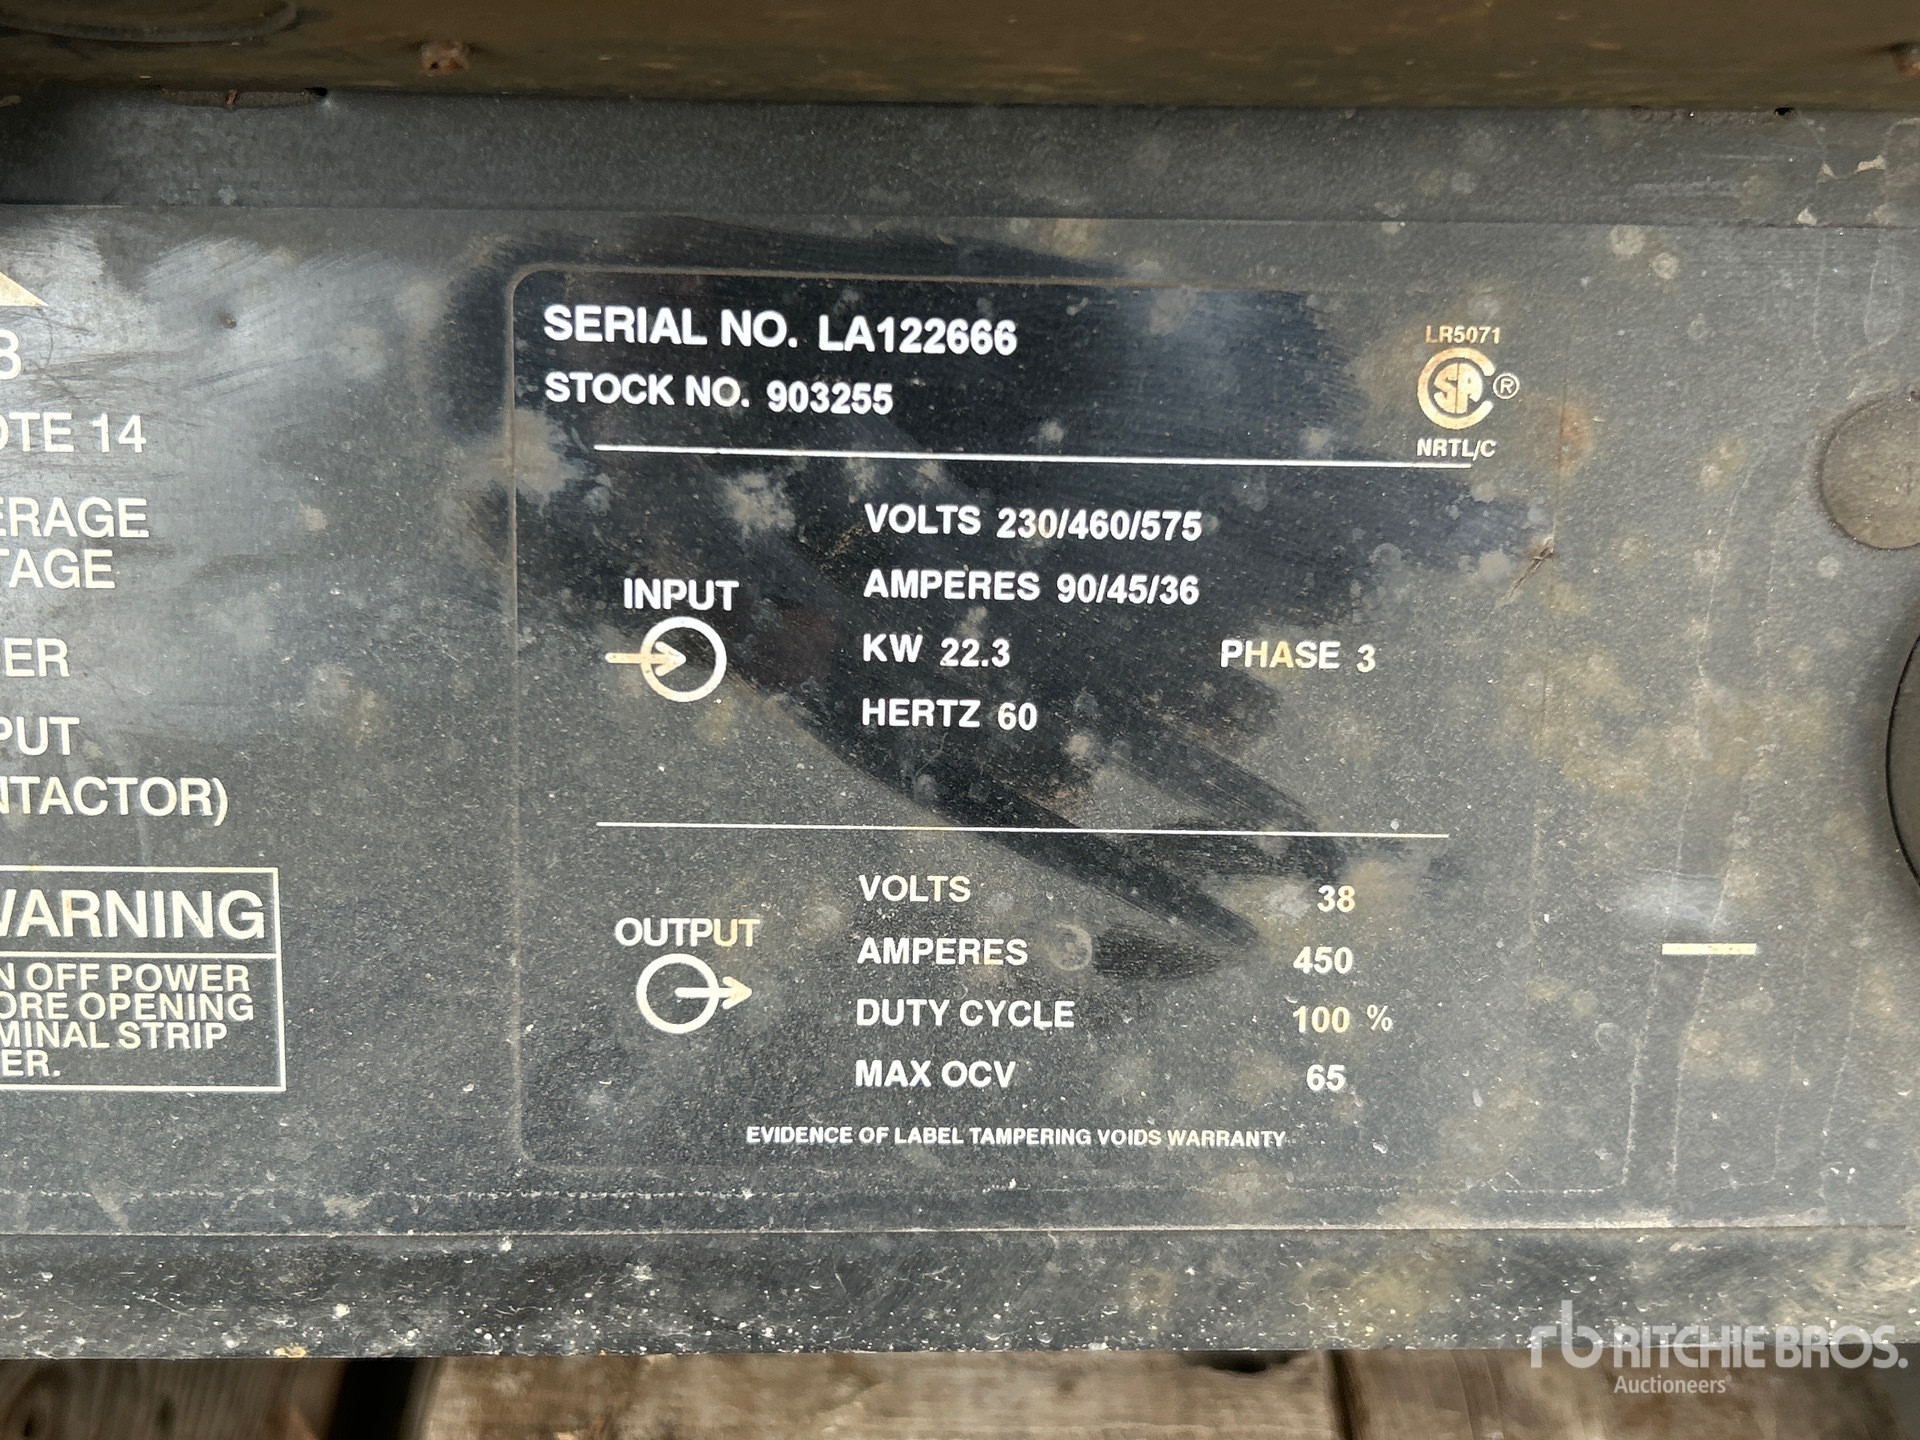 B
OTE 14
ERAGE
TAGE
ER
PUT
NTACTOR)
WARNING
N OFF POWER
ORE OPENING
MINAL STRIP
ER.
SERIAL NO. LA122666
STOCK NO. 903255
LR5071
SA ®
NRTL/C
INPUT
VOLTS 230/460/575
AMPERES 90/45/36
KW 22.3 PHASE 3
HERTZ 60
OUTPUT
VOLTS 38
AMPERES 450
DUTY CYCLE 100 %
MAX OCV 65
EVIDENCE OF LABEL TAMPERING VOIDS WARRANTY
rb RITCHIE BROS.
Auctioneers